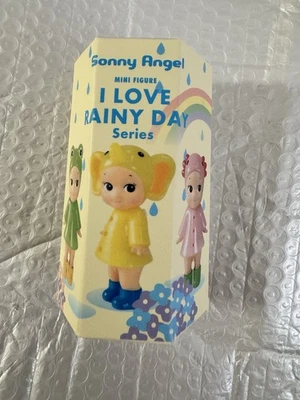 Sonny Angel
MINI FIGURE
I LOVE
RAINY DAY
Series